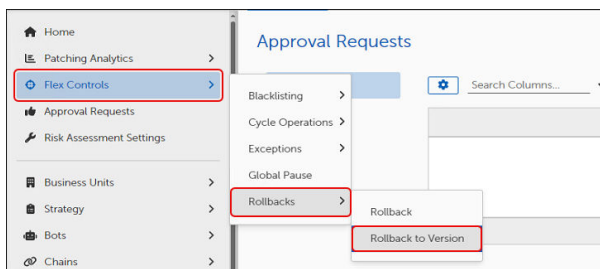 Home
Patching Analytics
Flex Controls
Approval Requests
Risk Assessment Settings
Business Units
Strategy
Bots
Chains
Blacklisting
Cycle Operations
Exceptions
Global Pause
Rollbacks
Rollback
Rollback to Version
Approval Requests
Search Columns...